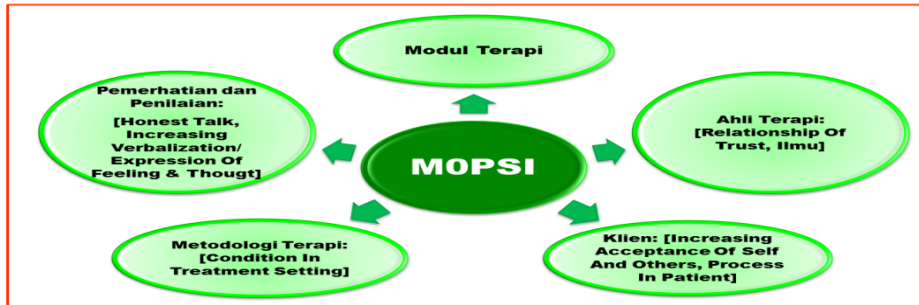 Modul Terapi
Pemerhatian dan
Penilaian:
[Honest Talk,
Increasing
Verbalization/
Expression Of
Feeling & Thougt]
Ahli Terapi:
[Relationship Of
Trust, Ilmu]
M0PSI
Metodologi Terapi:
[Condition In
Treatment Setting]
Klien: [Increasing
Acceptance Of Self
And Others, Process
In Patient]